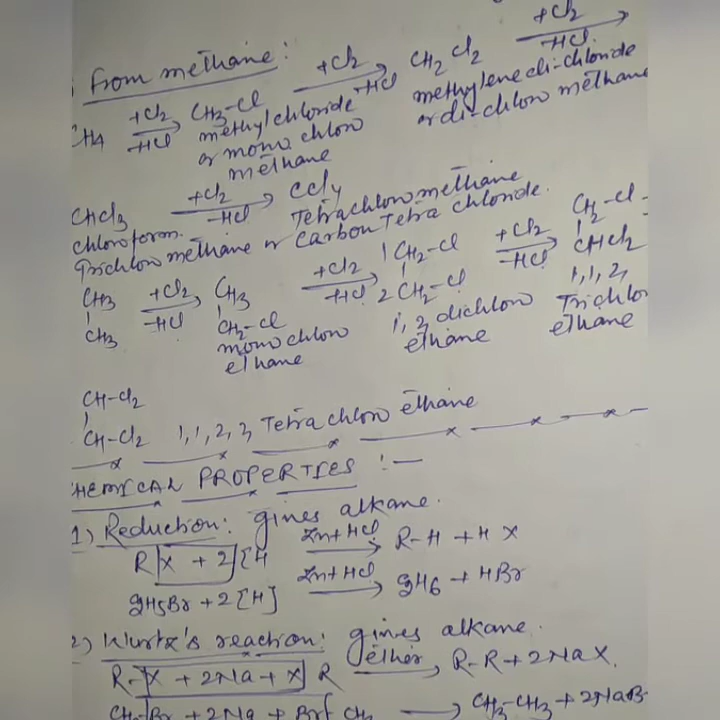 From methane:
CH4 +Cl2 -HCl CH3-Cl +Cl2 -HCl CH2Cl2 +Cl2 -HCl
methyl chloride or mono chloro methane
methylene di-chloride or di-chloro methane
CHCl3 +Cl2 -HCl CCl4
chloroform. Tetrachloro methane
Trichloro methane or Carbon Tetra chloride.
CH3 +Cl2 -HCl CH3 +Cl2 -HCl 1 CH2-Cl +Cl2 -HCl CH2-Cl
CH3 CH2-Cl 2 CH2-Cl CHCl2
mono chloro ethane
1,2 dichloro ethane
1,1,2, Trichlo ethane
CH-Cl2
CH-Cl2 1,1,2,2, Tetra chloro ethane
HEMICAL PROPERTIES :-
1) Reduction: gives alkane.
R X + 2[H Zn+HCl R-H + H X
C2H5Br + 2[H] Zn+HCl C2H6 + HBr
2) Wurtz's reaction: gives alkane.
R-X + 2Na + X R ether R-R + 2NaX.
CH3 Br + 2Na + Br CH3 CH3-CH3 + 2NaB